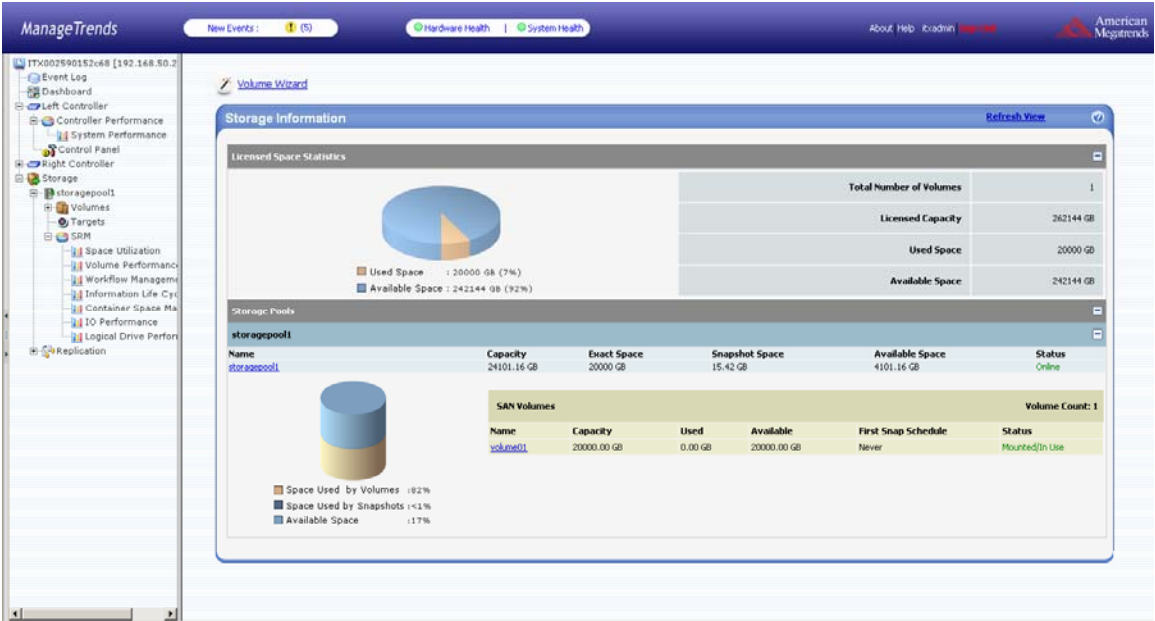 ManageTrends
New Events : (5)
Hardware Health | System Health
About Help itxadmin
American
Megatrends
ITX002590152c68 [192.168.50.2
Event Log
Dashboard
Left Controller
Controller Performance
System Performance
Control Panel
Right Controller
Storage
storagepool1
Volumes
Targets
SRM
Space Utilization
Volume Performanc
Workflow Manageme
Information Life Cyc
Container Space Ma
IO Performance
Logical Drive Perfor
Replication
Volume Wizard
Storage Information
Refresh View
Licensed Space Statistics
Used Space : 20000 GB (7%)
Available Space : 242144 GB (92%)
Total Number of Volumes 1
Licensed Capacity 262144 GB
Used Space 20000 GB
Available Space 242144 GB
Storage Pools
storagepool1
Name Capacity Exact Space Snapshot Space Available Space Status
storagepool1 24101.16 GB 20000 GB 15.42 GB 4101.16 GB Online
SAN Volumes Volume Count: 1
Name Capacity Used Available First Snap Schedule Status
volume01 20000.00 GB 0.00 GB 20000.00 GB Never Mounted/In Use
Space Used by Volumes :82%
Space Used by Snapshots :<1%
Available Space :17%